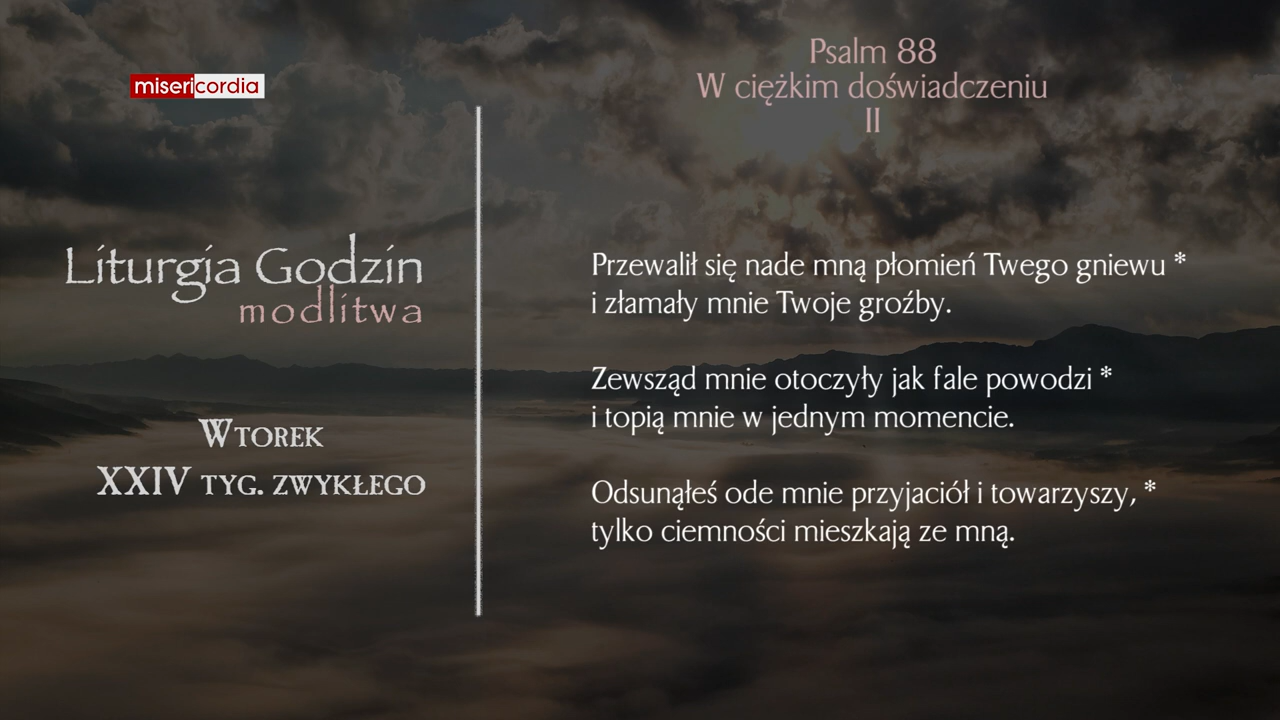 misericordia
Liturgia Godzin
modlitwa
Wtorek
XXIV tyg. zwykłego
Psalm 88
W ciężkim doświadczeniu
II
Przewalił się nade mną płomień Twego gniewu *
i złamały mnie Twoje groźby.
Zewsząd mnie otoczyły jak fale powodzi *
i topią mnie w jednym momencie.
Odsunąłeś ode mnie przyjaciół i towarzyszy, *
tylko ciemności mieszkają ze mną.